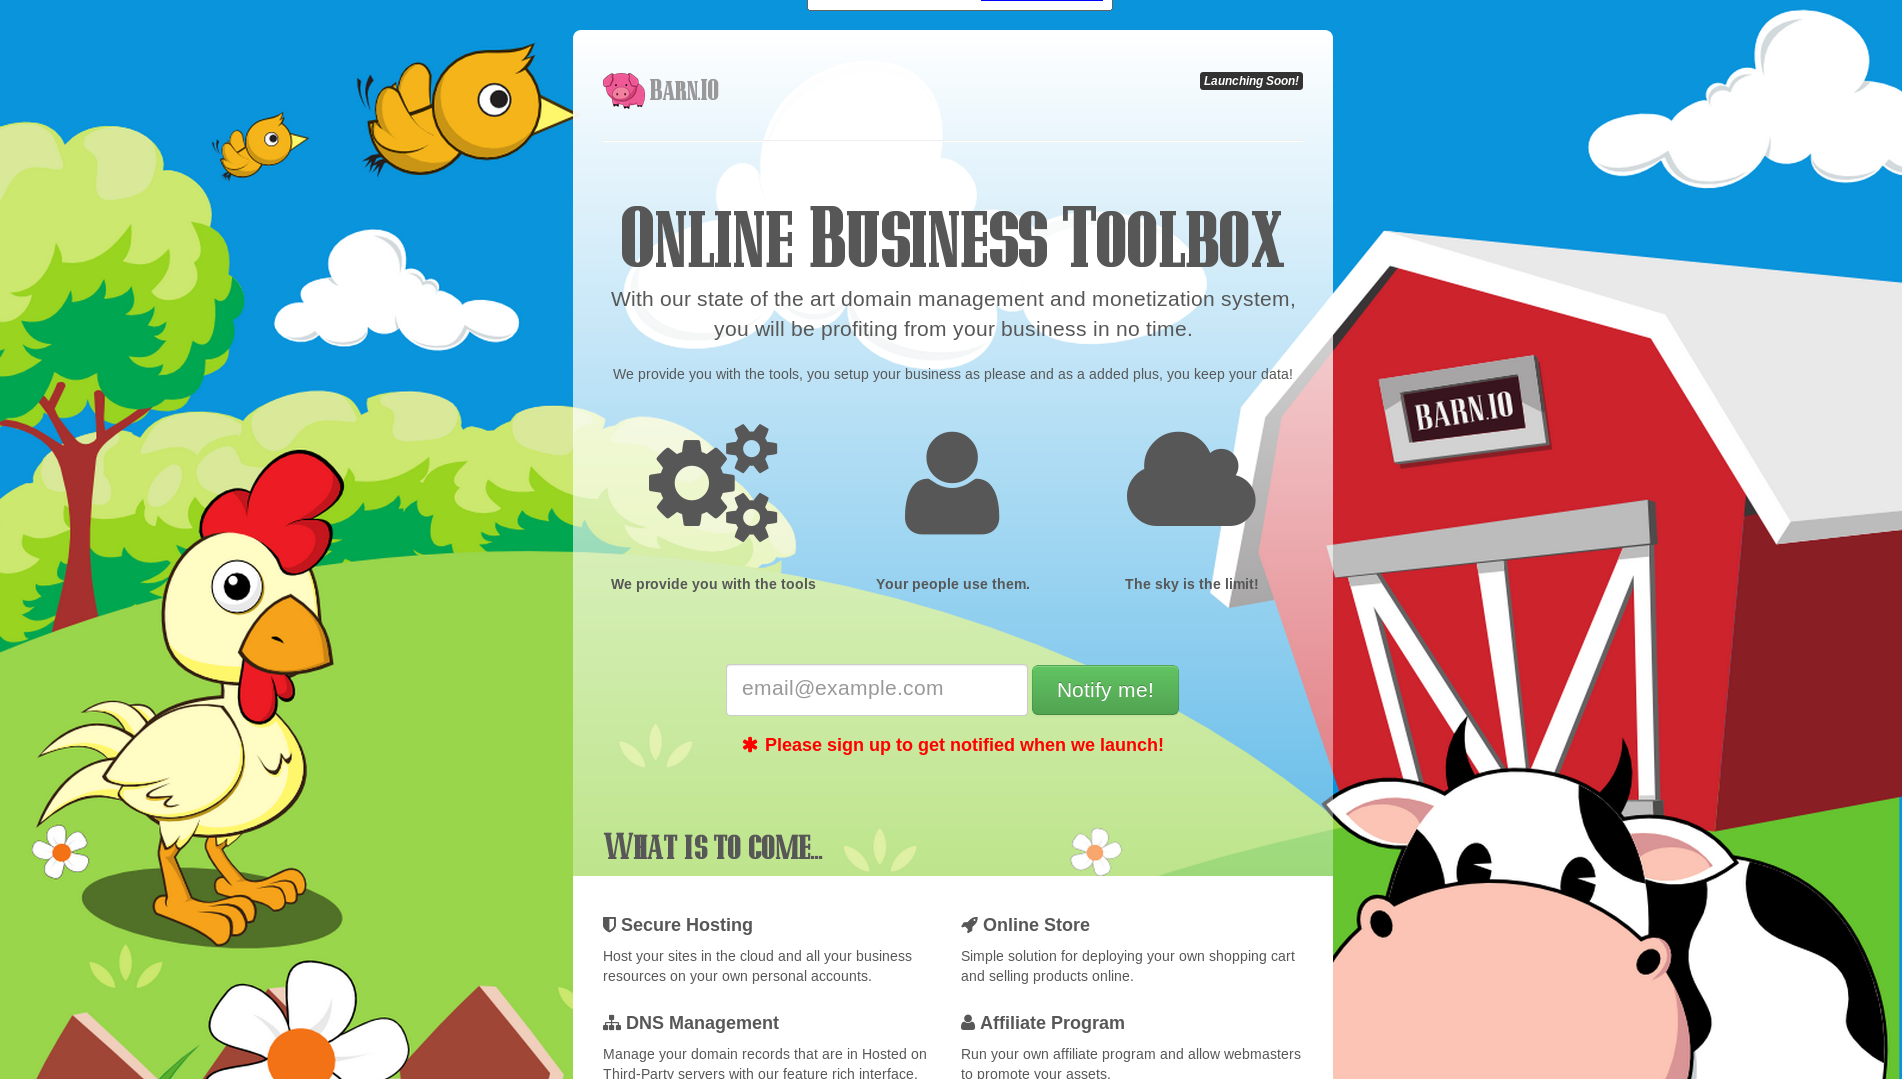 BARN.IO
Launching Soon!
ONLINE BUSINESS TOOLBOX
With our state of the art domain management and monetization system,
you will be profiting from your business in no time.
We provide you with the tools, you setup your business as please and as a added plus, you keep your data!
BARN.IO
We provide you with the tools
Your people use them.
The sky is the limit!
email@example.com
Notify me!
✱ Please sign up to get notified when we launch!
WHAT IS TO COME...
Secure Hosting
Host your sites in the cloud and all your business
resources on your own personal accounts.
Online Store
Simple solution for deploying your own shopping cart
and selling products online.
DNS Management
Manage your domain records that are in Hosted on
Third-Party servers with our feature rich interface.
Affiliate Program
Run your own affiliate program and allow webmasters
to promote your assets.